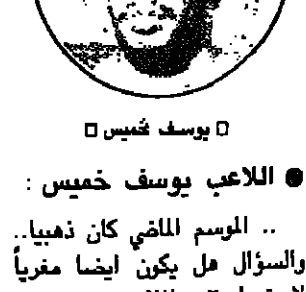 □ يوسف خميس □
● اللاعب يوسف خميس :
.. الموسم الماضي كان ذهبيا..
والسؤال هل يكون ايضا مغرياً